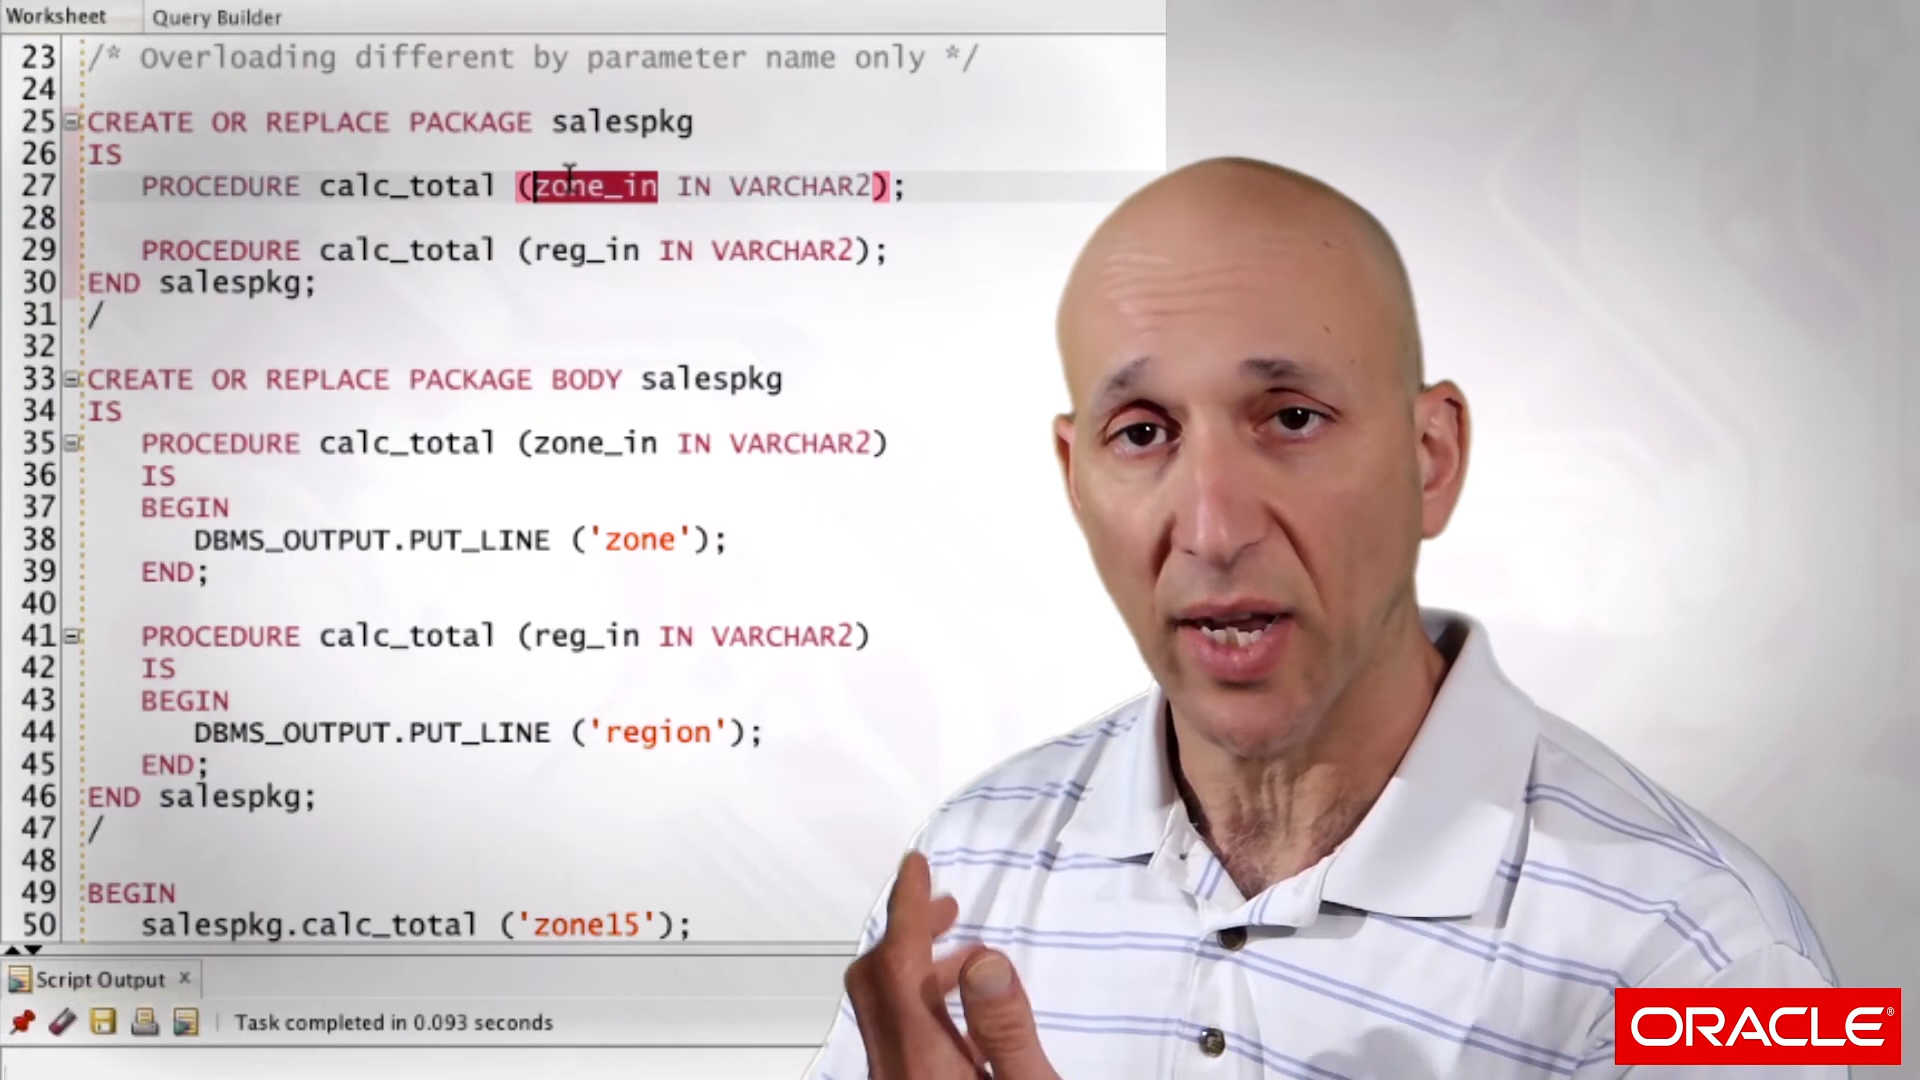 Worksheet Query Builder
23 /* Overloading different by parameter name only */
24
25 CREATE OR REPLACE PACKAGE salespkg
26 IS
27 PROCEDURE calc_total (zone_in IN VARCHAR2);
28
29 PROCEDURE calc_total (reg_in IN VARCHAR2);
30 END salespkg;
31 /
32
33 CREATE OR REPLACE PACKAGE BODY salespkg
34 IS
35 PROCEDURE calc_total (zone_in IN VARCHAR2)
36 IS
37 BEGIN
38 DBMS_OUTPUT.PUT_LINE ('zone');
39 END;
40
41 PROCEDURE calc_total (reg_in IN VARCHAR2)
42 IS
43 BEGIN
44 DBMS_OUTPUT.PUT_LINE ('region');
45 END;
46 END salespkg;
47 /
48
49 BEGIN
50 salespkg.calc_total ('zone15');
Script Output x
Task completed in 0.093 seconds
ORACLE®